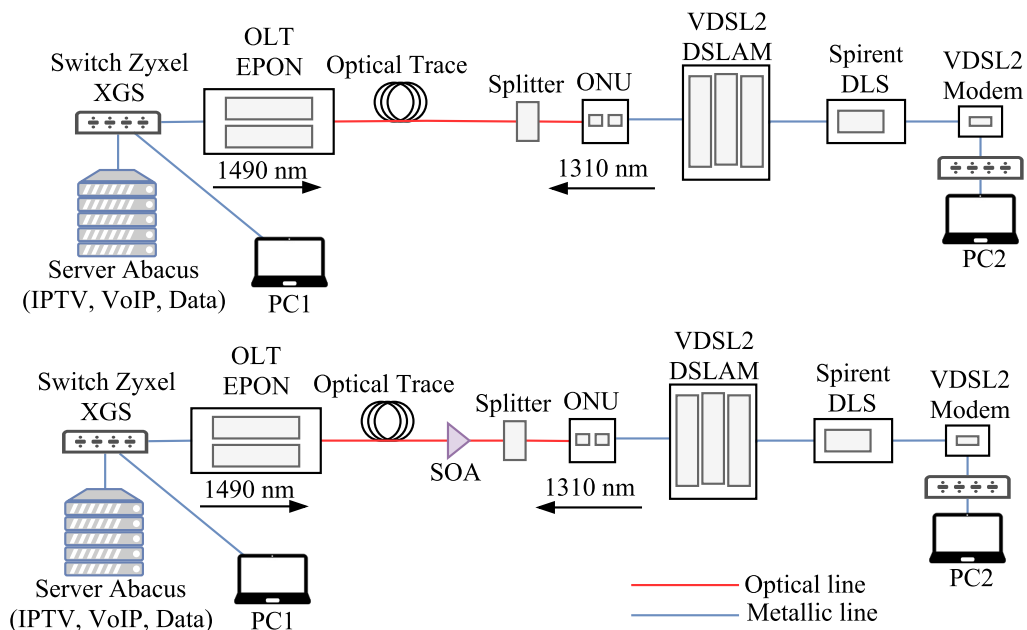 OLT
EPON
Switch Zyxel
XGS
Optical Trace
Splitter
ONU
VDSL2
DSLAM
Spirent
DLS
VDSL2
Modem
1490 nm
1310 nm
Server Abacus
(IPTV, VoIP, Data)
PC1
PC2
OLT
EPON
Switch Zyxel
XGS
Optical Trace
SOA
Splitter
ONU
VDSL2
DSLAM
Spirent
DLS
VDSL2
Modem
1490 nm
1310 nm
Server Abacus
(IPTV, VoIP, Data)
PC1
PC2
Optical line
Metallic line